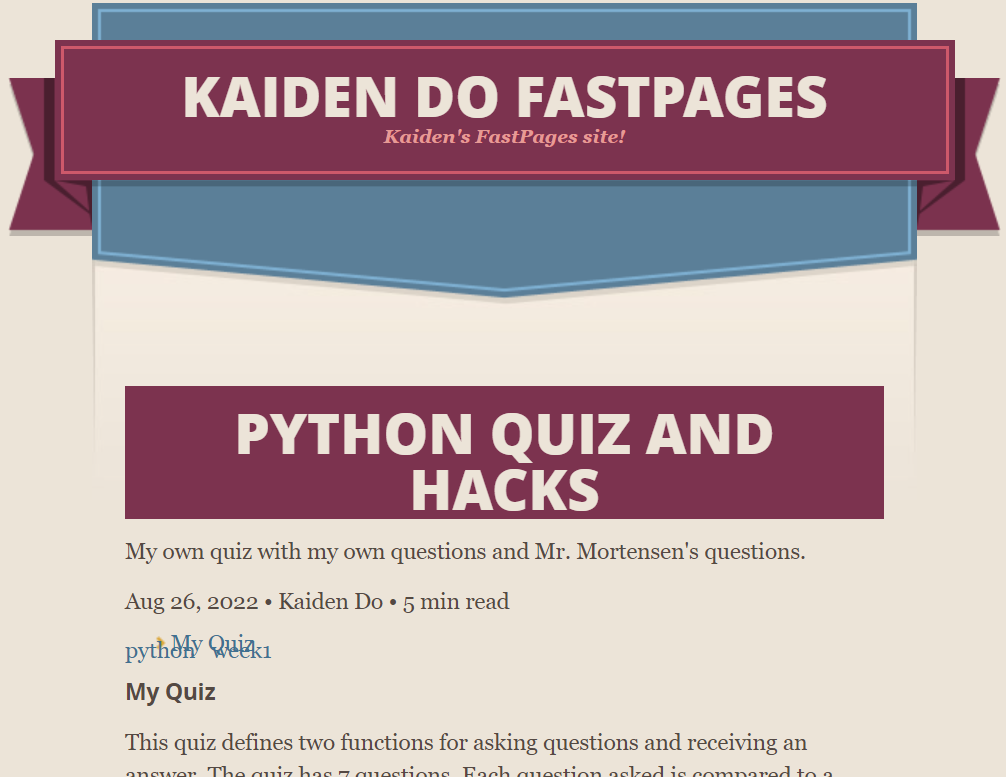 KAIDEN DO FASTPAGES
Kaiden's FastPages site!
PYTHON QUIZ AND
HACKS
My own quiz with my own questions and Mr. Mortensen's questions.
Aug 26, 2022 • Kaiden Do • 5 min read
My Quiz
python week1
My Quiz
This quiz defines two functions for asking questions and receiving an
answer. The quiz has 7 questions. Each question asked is compared to a